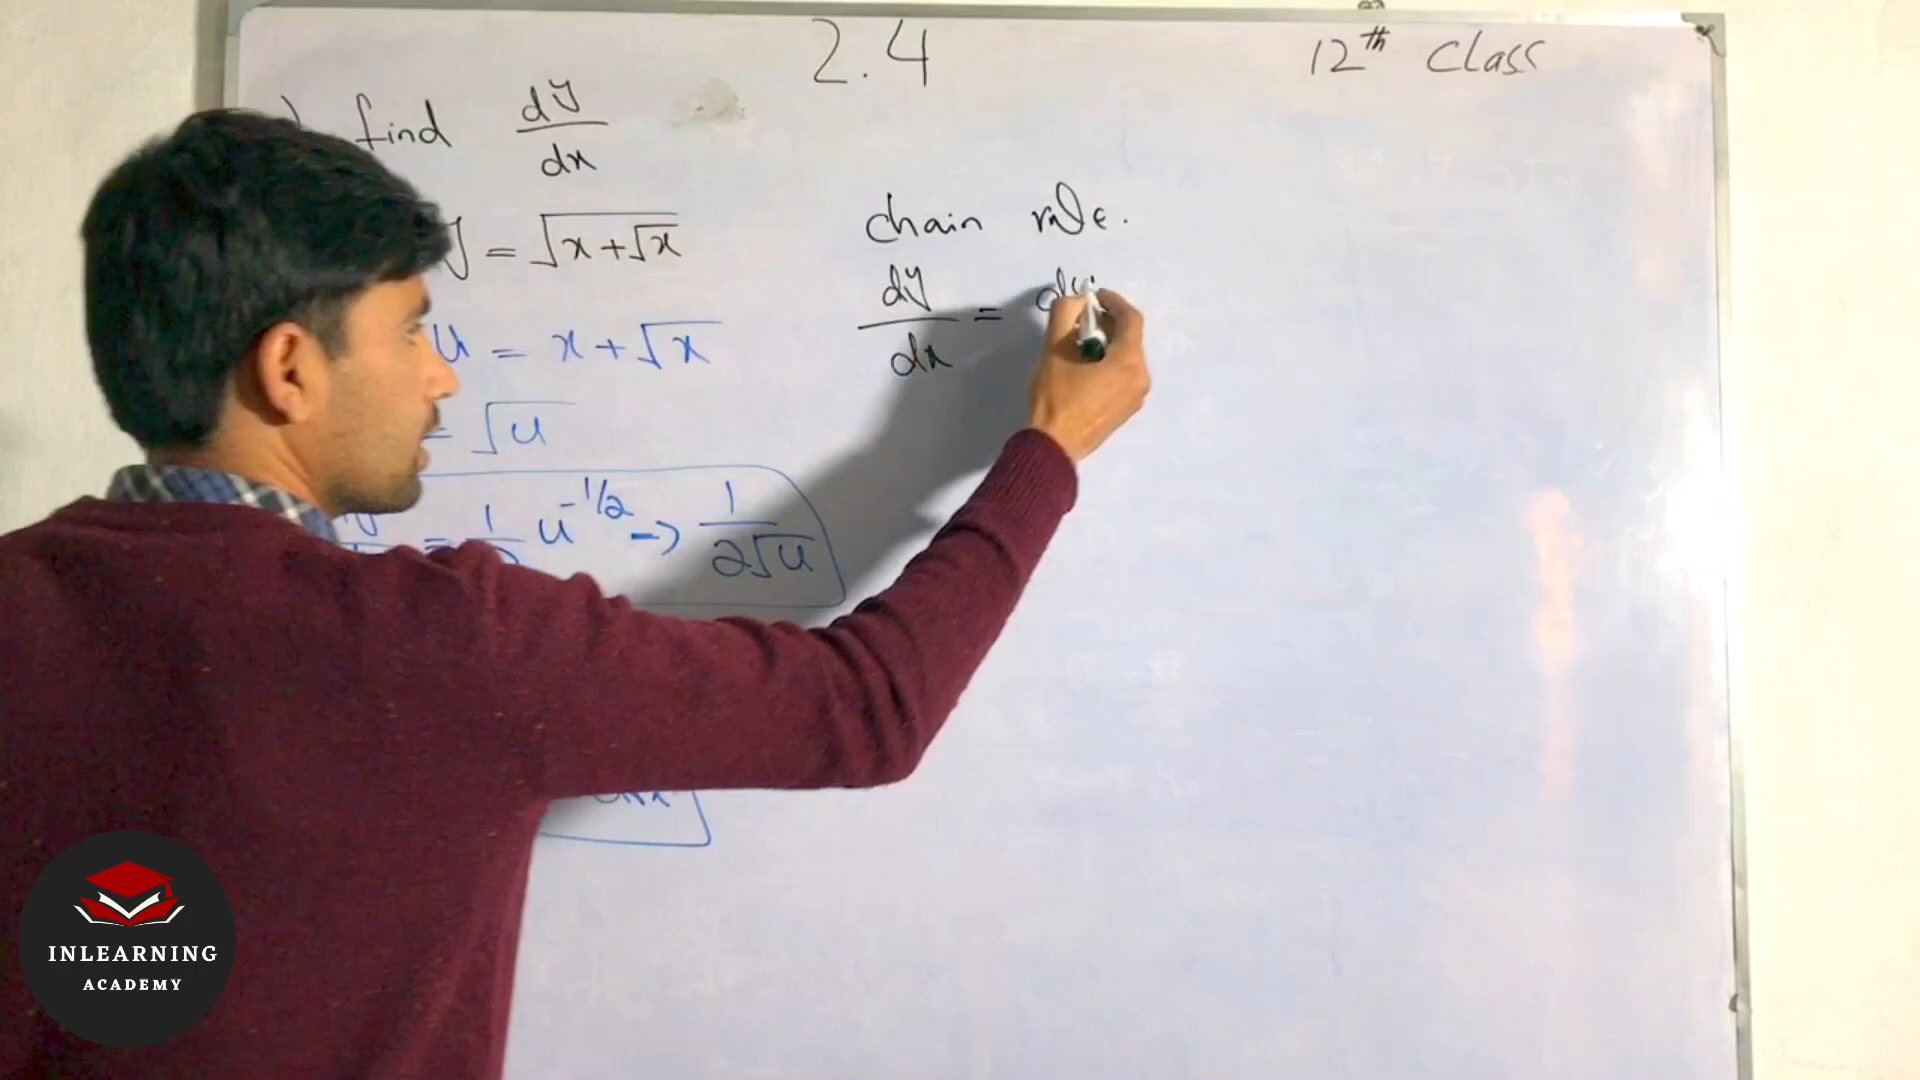 2.4
12th Class
) find dy/dx
y = √x+√x
chain rule.
dy/dx = dy
u = x + √x
= √u
= 1/2 u^-1/2 -> 1/2√u
INLEARNING
ACADEMY